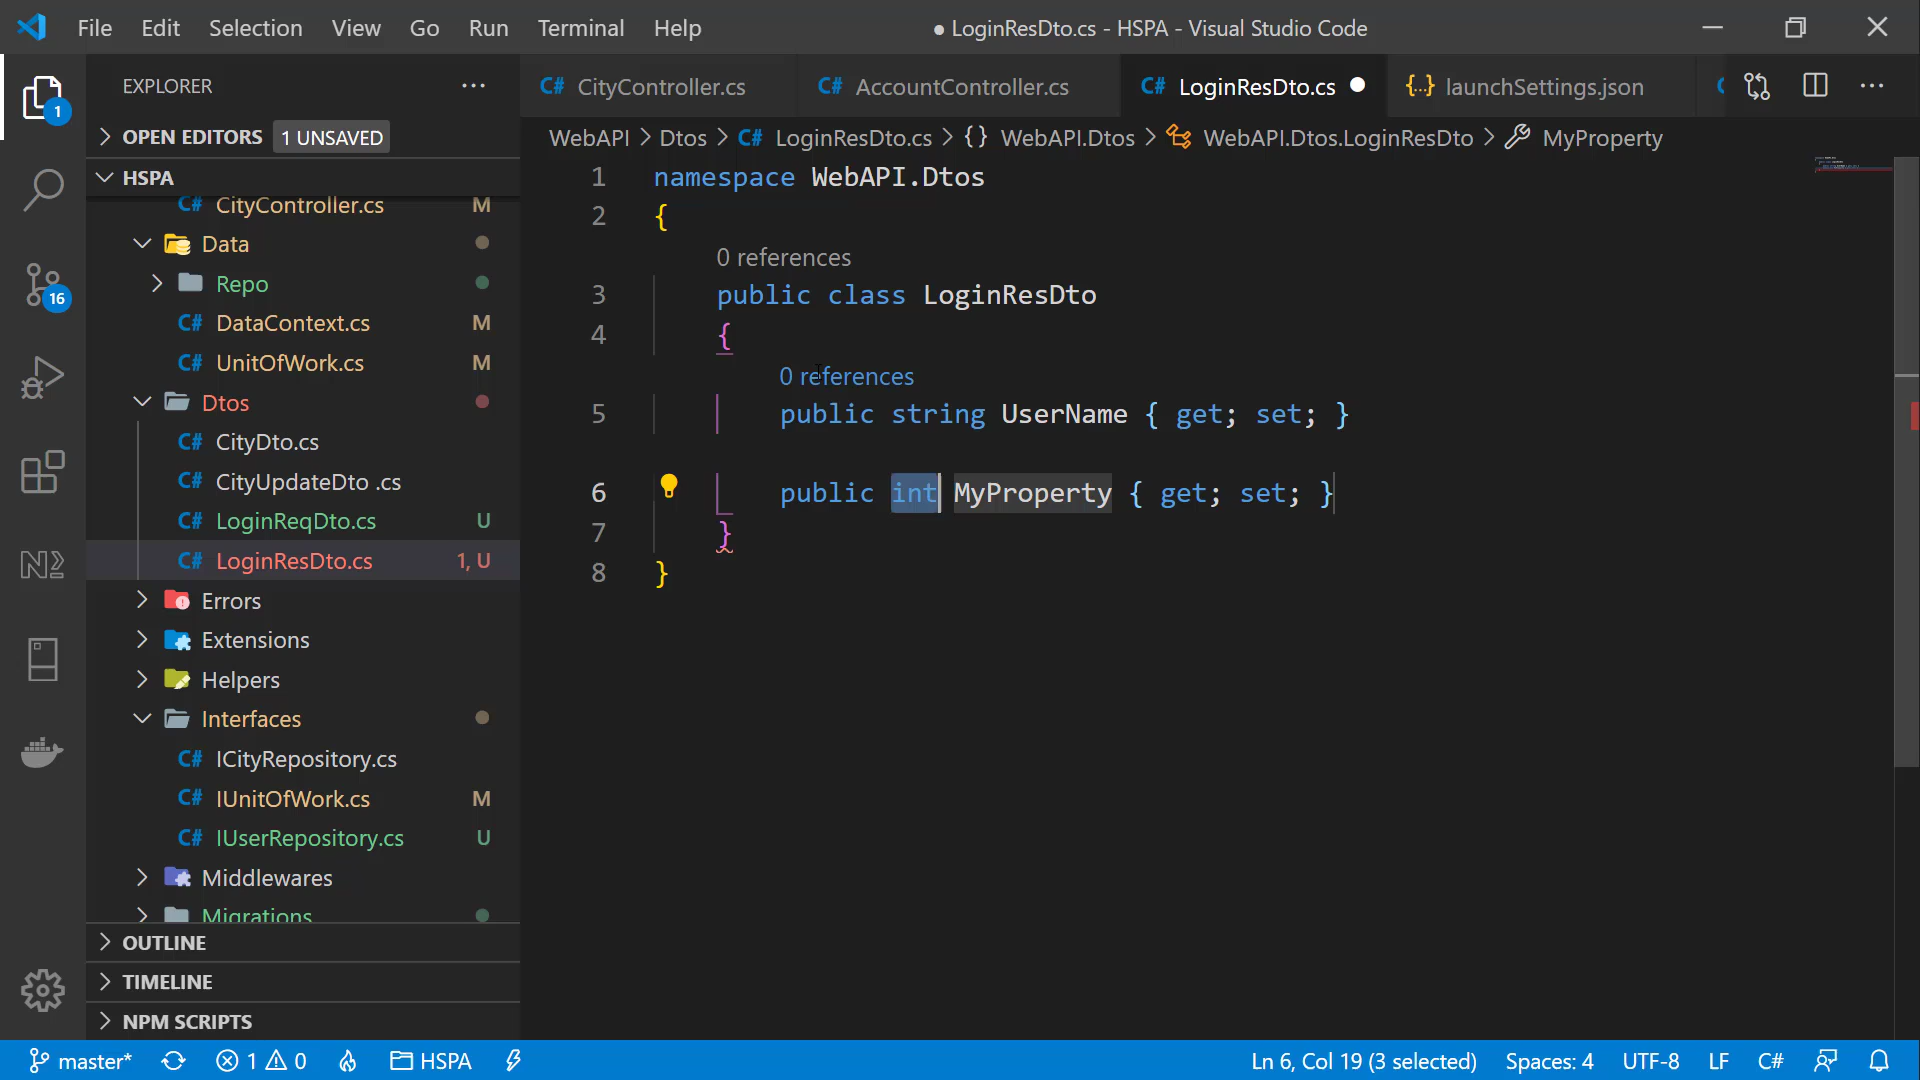 File Edit Selection View Go Run Terminal Help
● LoginResDto.cs - HSPA - Visual Studio Code
EXPLORER
OPEN EDITORS 1 UNSAVED
HSPA
C# CityController.cs M
Data
Repo
C# DataContext.cs M
C# UnitOfWork.cs M
Dtos
C# CityDto.cs
C# CityUpdateDto .cs
C# LoginReqDto.cs U
C# LoginResDto.cs 1, U
Errors
Extensions
Helpers
Interfaces
C# ICityRepository.cs
C# IUnitOfWork.cs M
C# IUserRepository.cs U
Middlewares
Migrations
OUTLINE
TIMELINE
NPM SCRIPTS
1
16
C# CityController.cs
C# AccountController.cs
C# LoginResDto.cs ●
{..} launchSettings.json
WebAPI > Dtos > C# LoginResDto.cs > {} WebAPI.Dtos > WebAPI.Dtos.LoginResDto > MyProperty
1 namespace WebAPI.Dtos
2 {
0 references
3 public class LoginResDto
4 {
0 references
5 public string UserName { get; set; }
6 public int MyProperty { get; set; }
7 }
8 }
master* 1 0 HSPA
Ln 6, Col 19 (3 selected) Spaces: 4 UTF-8 LF C#